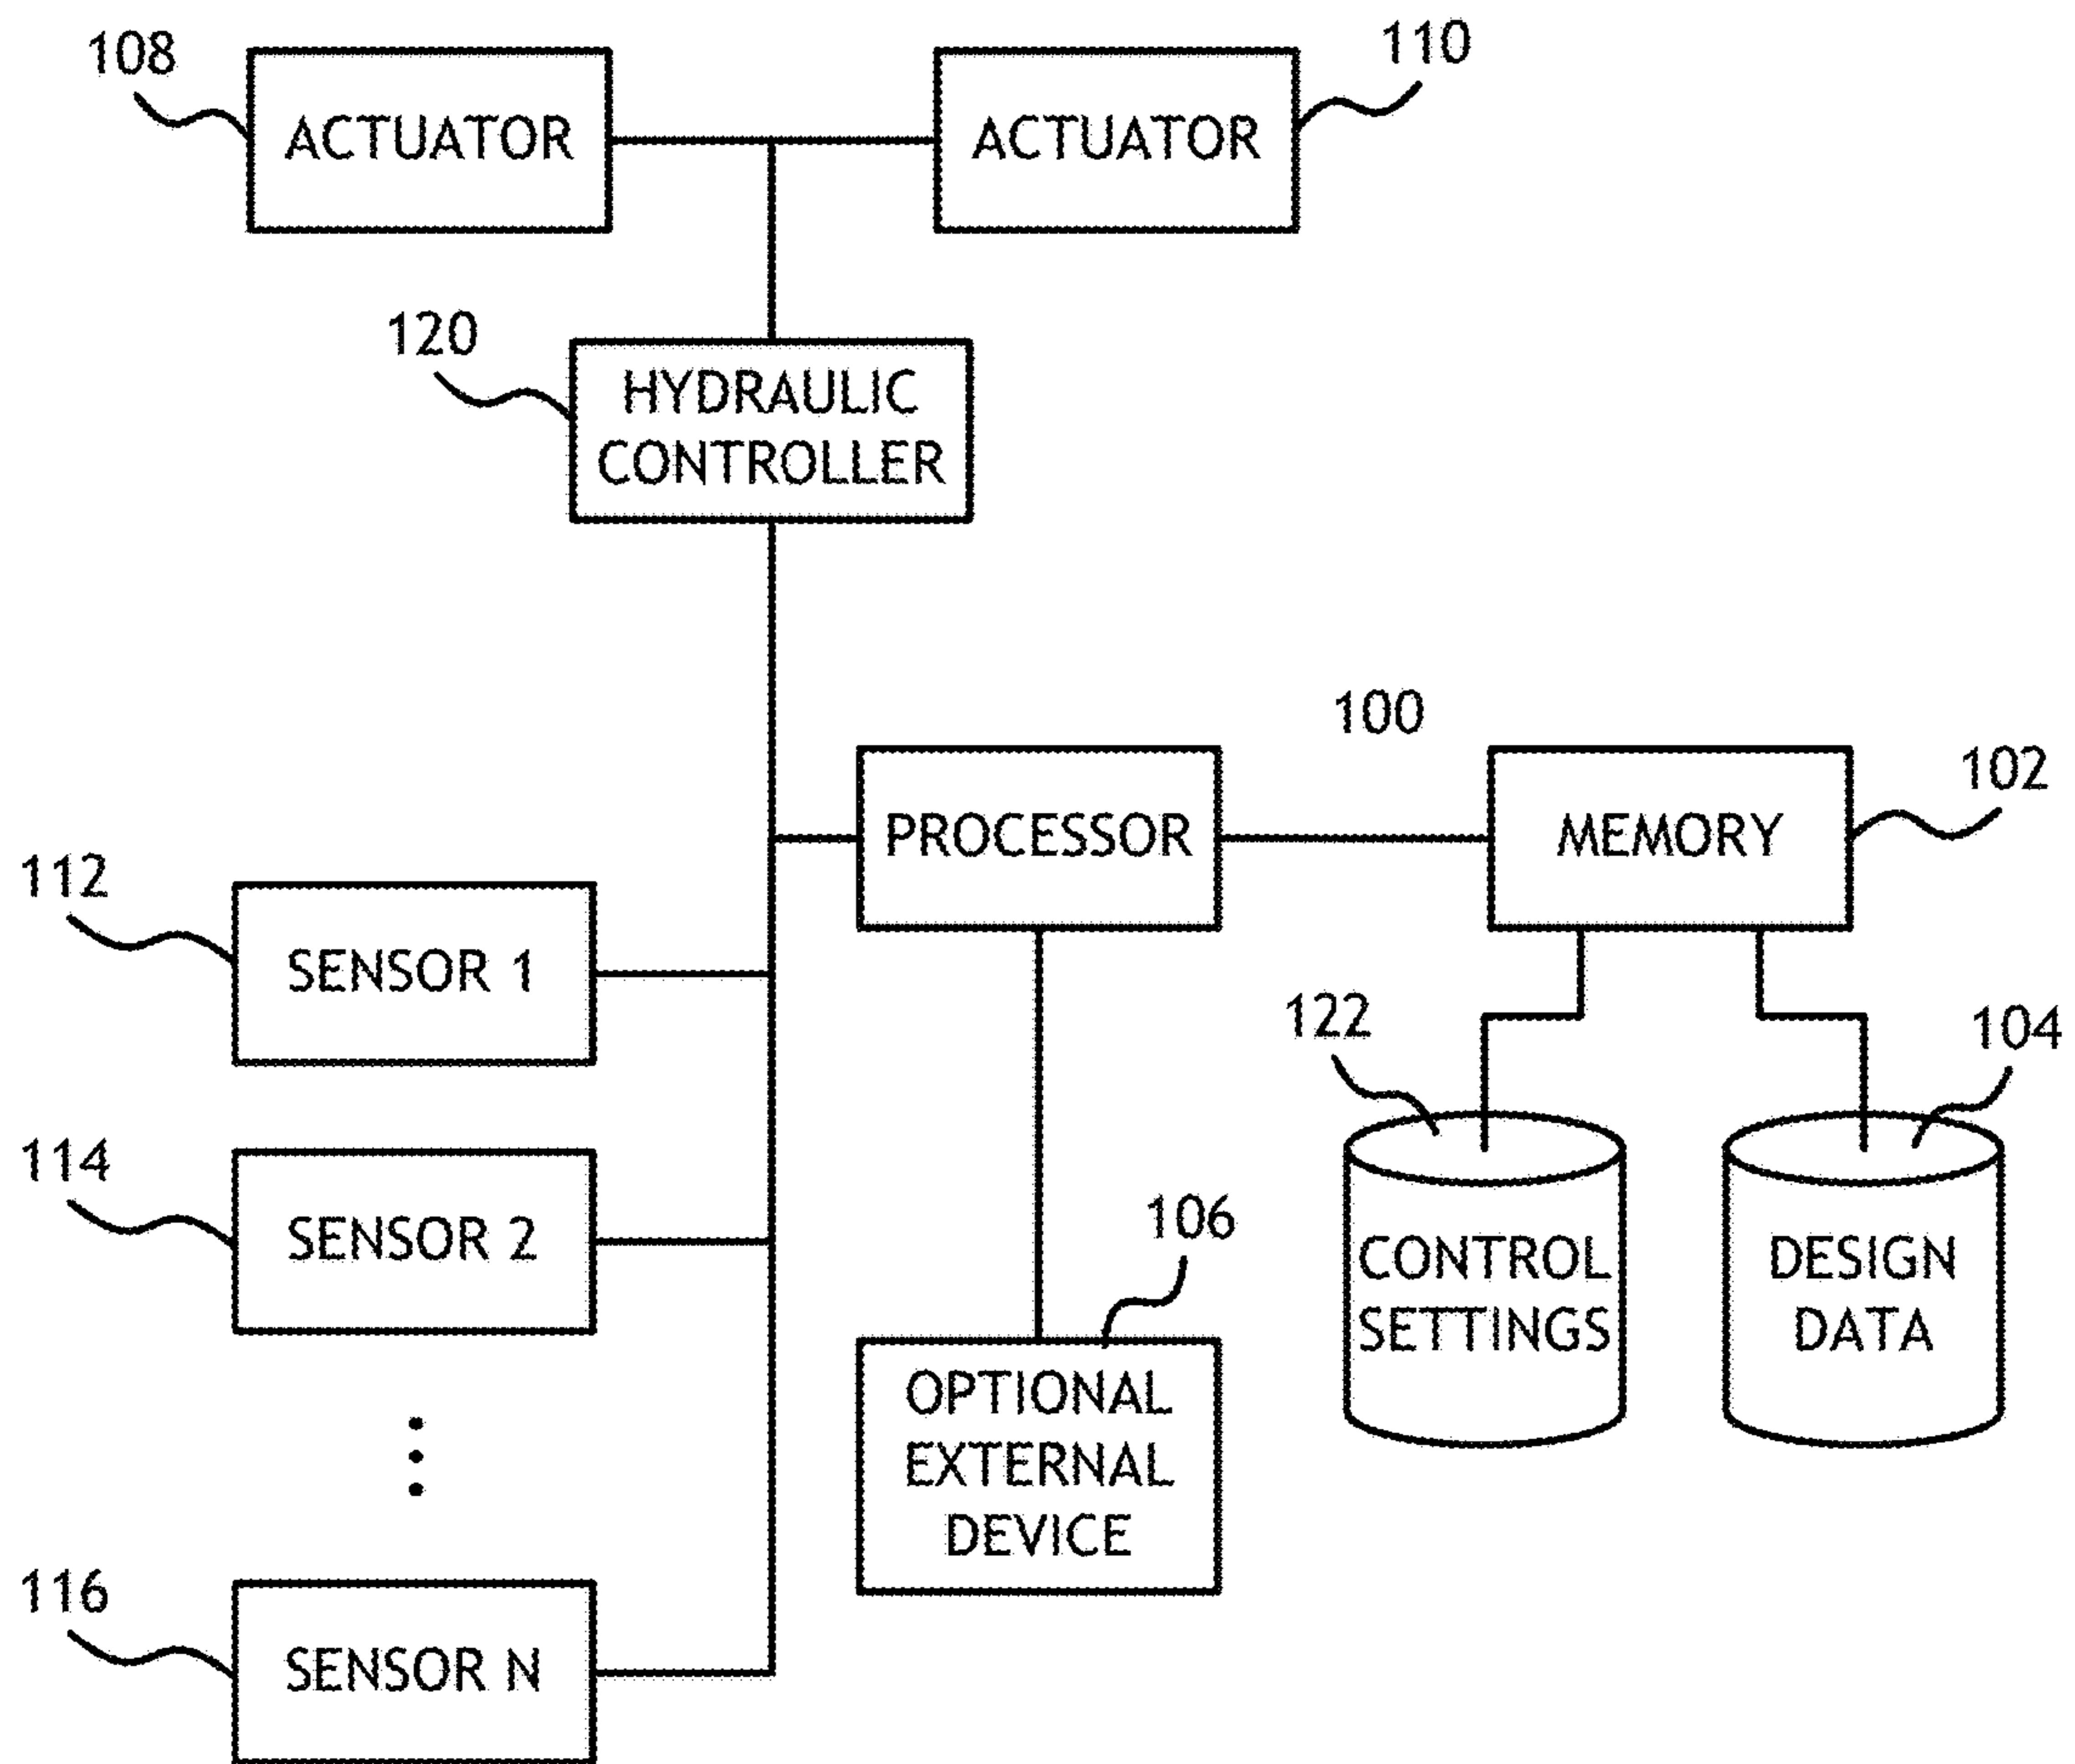 108
110
ACTUATOR
ACTUATOR
120
HYDRAULIC
CONTROLLER
100
102
PROCESSOR
MEMORY
112
SENSOR 1
122
104
114
SENSOR 2
106
CONTROL
SETTINGS
DESIGN
DATA
OPTIONAL
EXTERNAL
DEVICE
116
SENSOR N